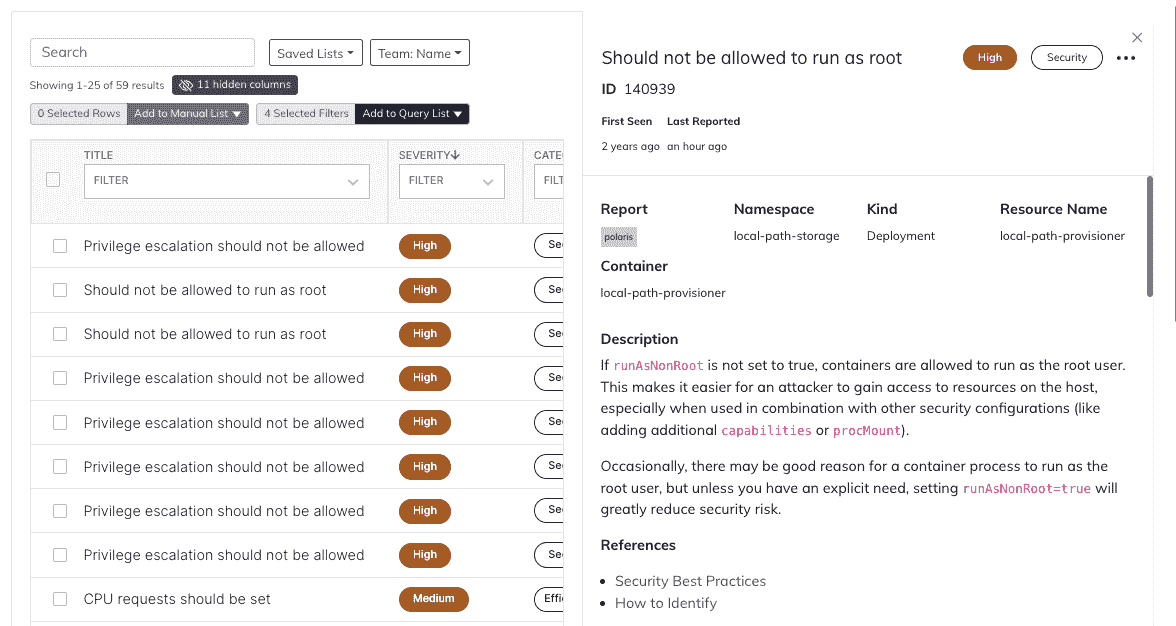 Search
Saved Lists
Team: Name
Showing 1-25 of 59 results
11 hidden columns
0 Selected Rows
Add to Manual List
4 Selected Filters
Add to Query List
TITLE
SEVERITY
CATE
FILTER
FILTER
FILT
Privilege escalation should not be allowed
High
Se
Should not be allowed to run as root
High
Se
Should not be allowed to run as root
High
Se
Privilege escalation should not be allowed
High
Se
Privilege escalation should not be allowed
High
Se
Privilege escalation should not be allowed
High
Se
Privilege escalation should not be allowed
High
Se
Privilege escalation should not be allowed
High
Se
CPU requests should be set
Medium
Effi
Should not be allowed to run as root
High
Security
ID 140939
First Seen
Last Reported
2 years ago
an hour ago
Report
Namespace
Kind
Resource Name
polaris
local-path-storage
Deployment
local-path-provisioner
Container
local-path-provisioner
Description
If runAsNonRoot is not set to true, containers are allowed to run as the root user.
This makes it easier for an attacker to gain access to resources on the host,
especially when used in combination with other security configurations (like
adding additional capabilities or procMount).
Occasionally, there may be good reason for a container process to run as the
root user, but unless you have an explicit need, setting runAsNonRoot=true will
greatly reduce security risk.
References
Security Best Practices
How to Identify